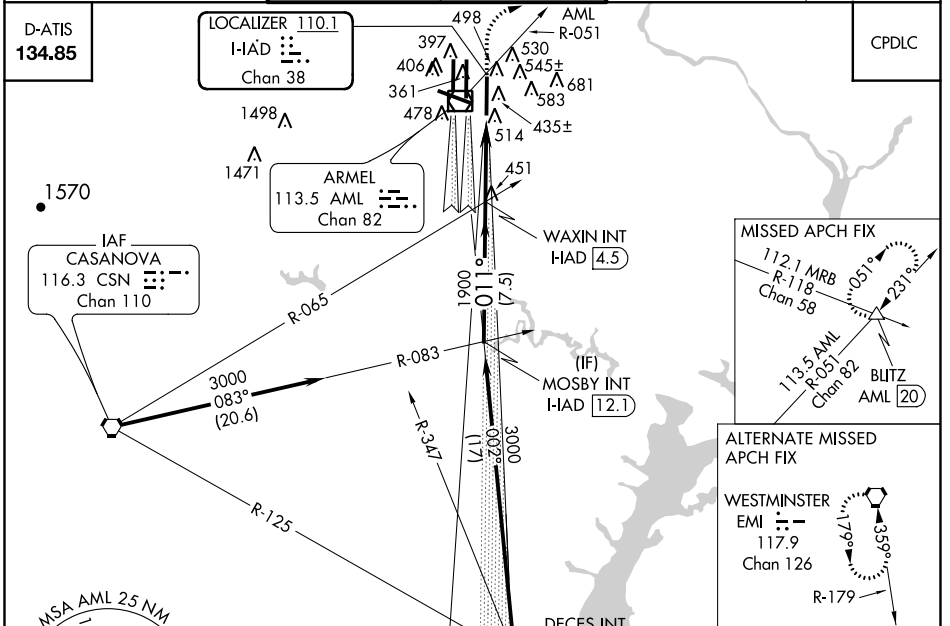 D-ATIS
134.85
LOCALIZER 110.1
I-IAD
Chan 38
498
AML
R-051
CPDLC
397
406
361
478
530
545±
681
583
435±
514
1498
1471
1570
ARMEL
113.5 AML
Chan 82
451
WAXIN INT
I-IAD 4.5
IAF
CASANOVA
116.3 CSN
Chan 110
R-065
1900
011°
(7.5)
R-083
3000
083°
(20.6)
(IF)
MOSBY INT
I-IAD 12.1
R-347
3000
002°
(17)
R-125
MISSED APCH FIX
112.1 MRB
R-118
Chan 58
051°
231°
113.5 AML
R-051
Chan 82
BLITZ
AML 20
ALTERNATE MISSED
APCH FIX
WESTMINSTER
EMI
117.9
Chan 126
179°
359°
R-179
MSA AML 25 NM
DECES INT